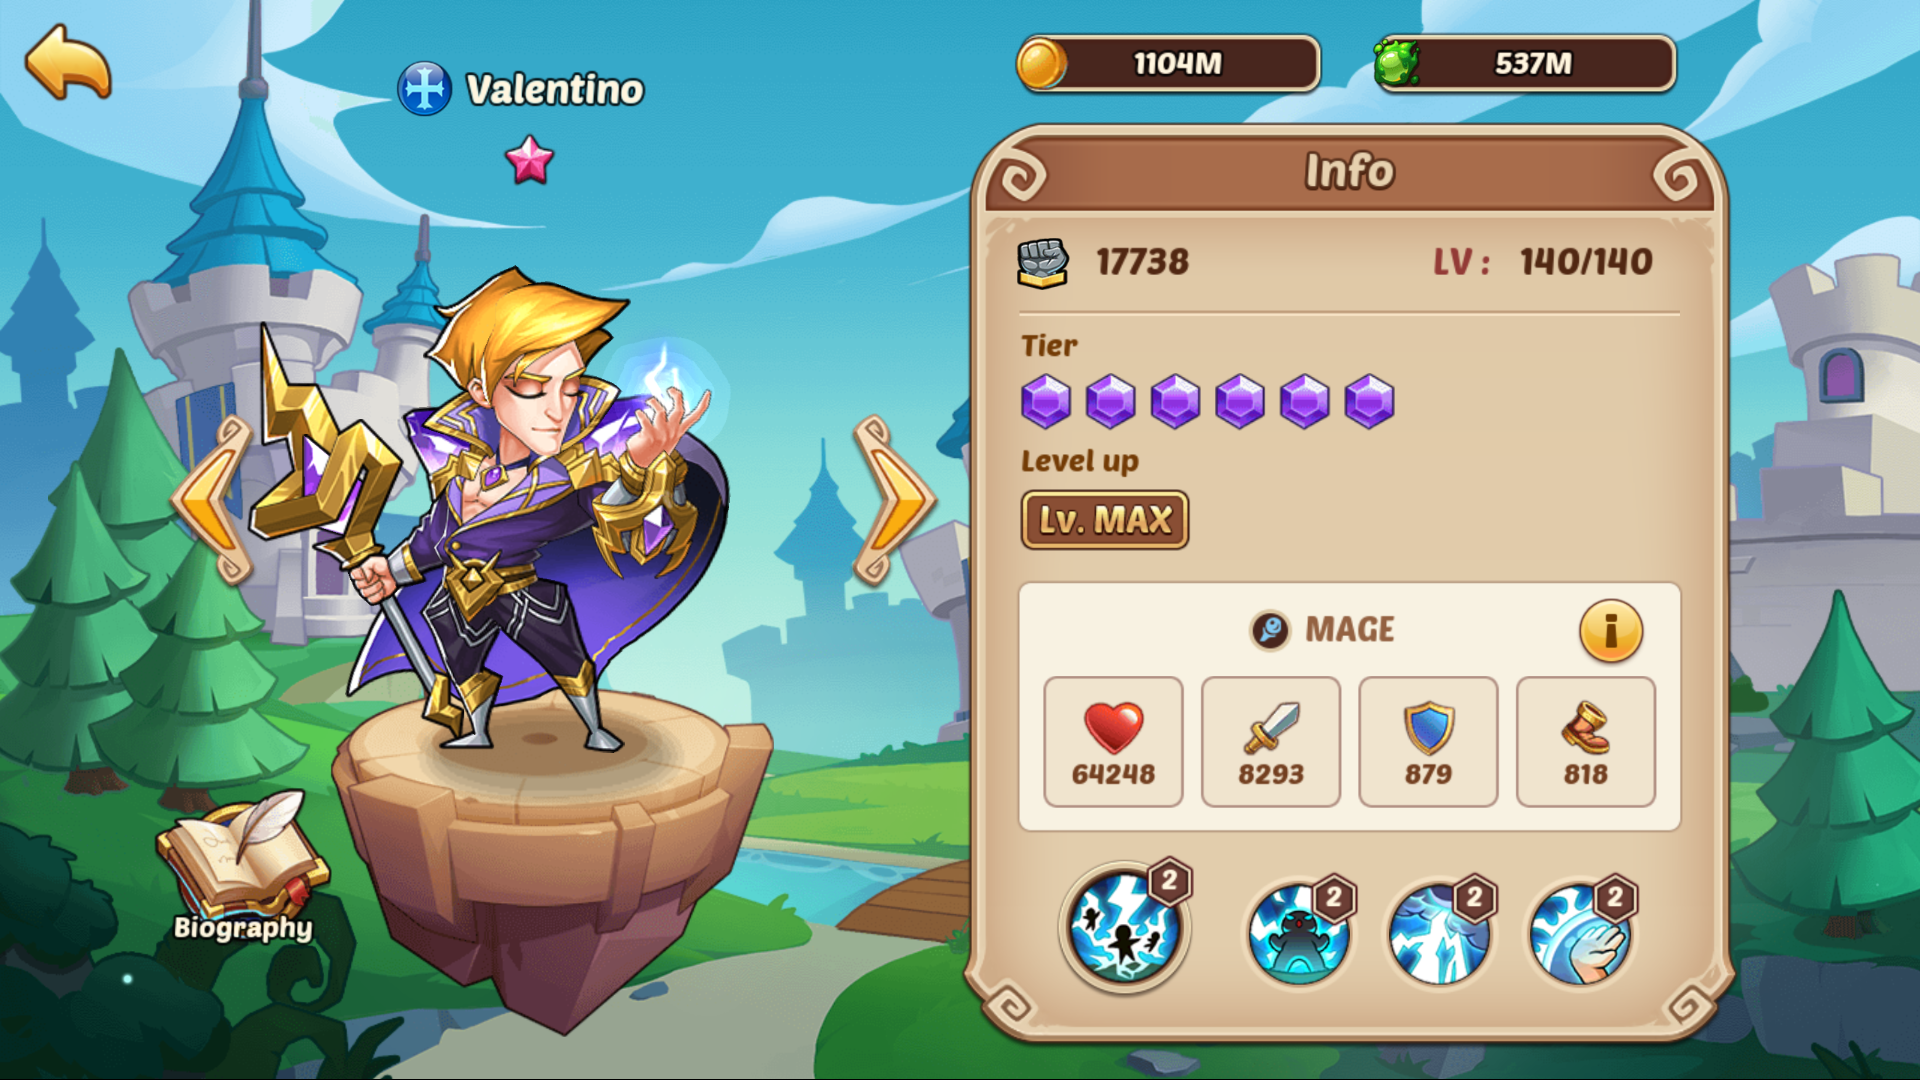 Valentino
1104M
537M
Info
17738
LV : 140/140
Tier
Level up
Lv. MAX
MAGE
64248
8293
879
818
2
2
2
2
Biography